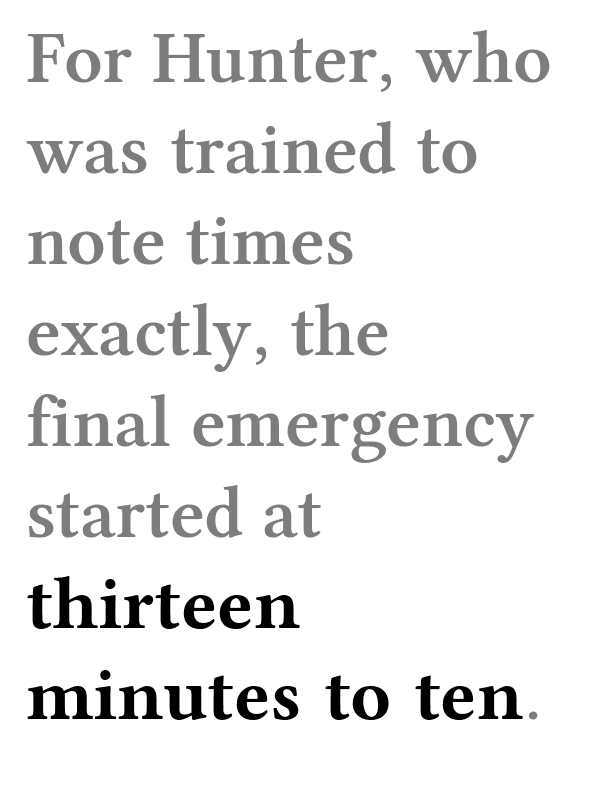 For Hunter, who
was trained to
note times
exactly, the
final emergency
started at
thirteen
minutes to ten.